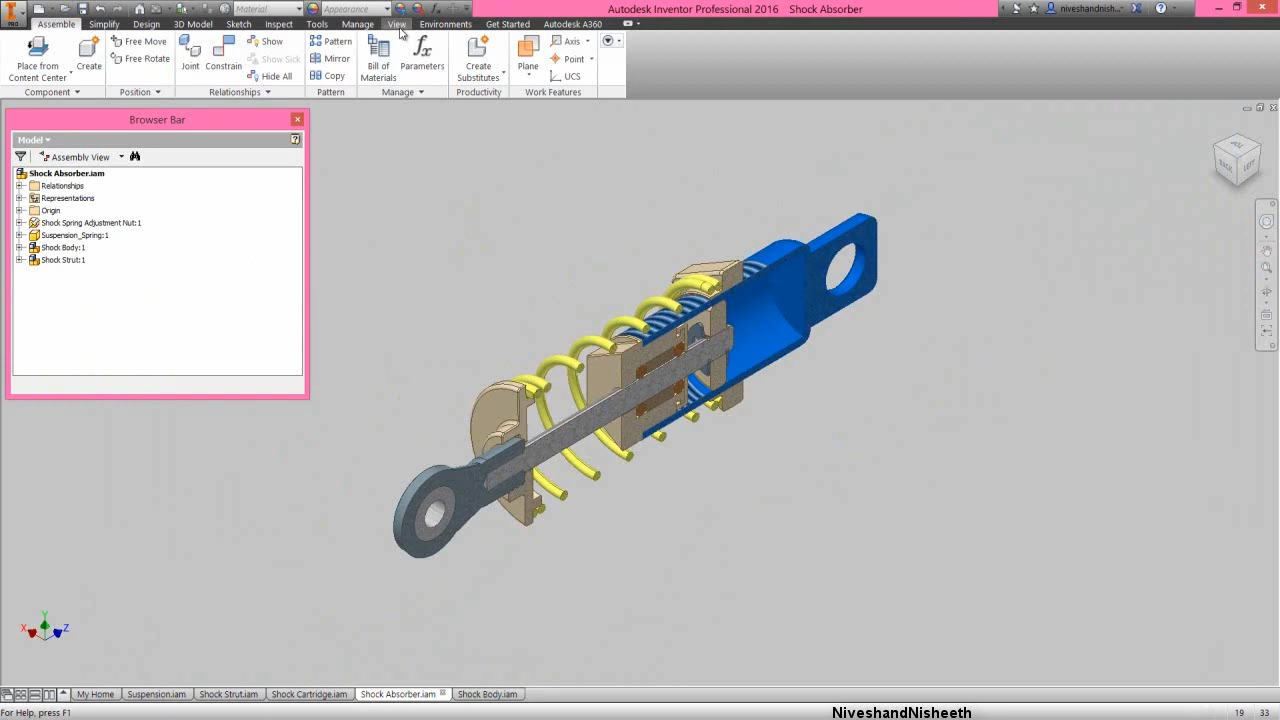 Material
Appearance
Autodesk Inventor Professional 2016 Shock Absorber
niveshandnish...
PRO
Assemble Simplify Design 3D Model Sketch Inspect Tools Manage View Environments Get Started Autodesk A360
Place from
Content Center
Create
Free Move
Free Rotate
Joint
Constrain
Show
Show Sick
Hide All
Pattern
Mirror
Copy
Bill of
Materials
fx
Parameters
Create
Substitutes
Plane
Axis
Point
UCS
Component
Position
Relationships
Pattern
Manage
Productivity
Work Features
Browser Bar
Model
Assembly View
Shock Absorber.iam
Relationships
Representations
Origin
Shock Spring Adjustment Nut:1
Suspension_Spring:1
Shock Body:1
Shock Strut:1
BACK
LEFT
Y
X
Z
My Home Suspension.iam Shock Strut.iam Shock Cartridge.iam Shock Absorber.iam Shock Body.iam
For Help, press F1
NiveshandNisheeth
19 33